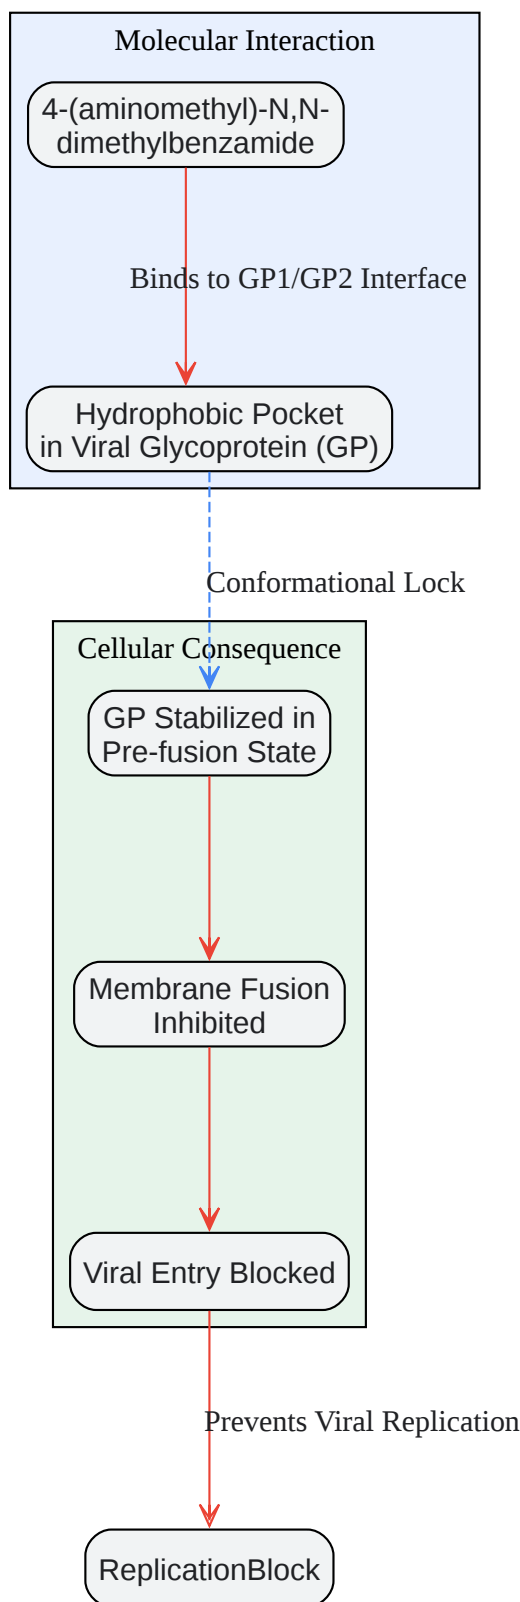 Molecular Interaction
4-(aminomethyl)-N,N-
dimethylbenzamide
Binds to GP1/GP2 Interface
Hydrophobic Pocket
in Viral Glycoprotein (GP)
Conformational Lock
Cellular Consequence
GP Stabilized in
Pre-fusion State
Membrane Fusion
Inhibited
Viral Entry Blocked
Prevents Viral Replication
ReplicationBlock